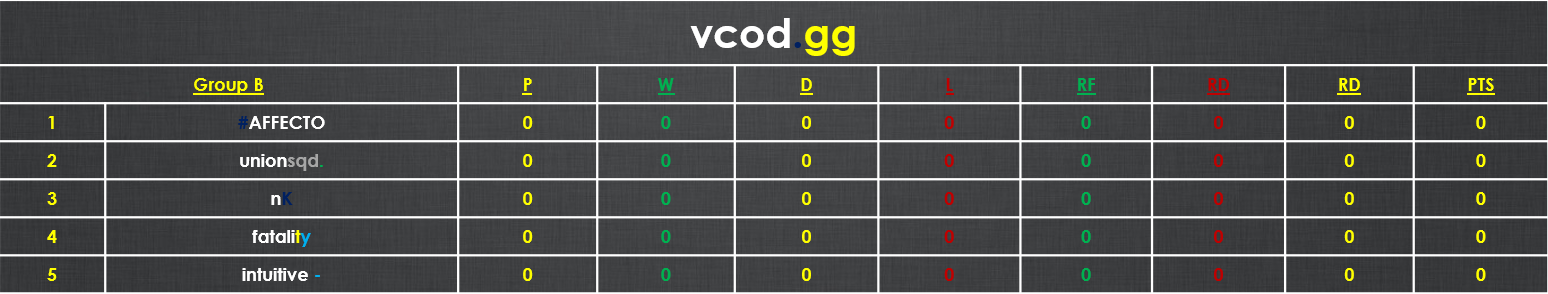 vcod.gg
Group B P W D L RF RD RD PTS
1 #AFFECTO 0 0 0 0 0 0 0 0
2 unionsqd. 0 0 0 0 0 0 0 0
3 nK 0 0 0 0 0 0 0 0
4 fatality 0 0 0 0 0 0 0 0
5 intuitive - 0 0 0 0 0 0 0 0